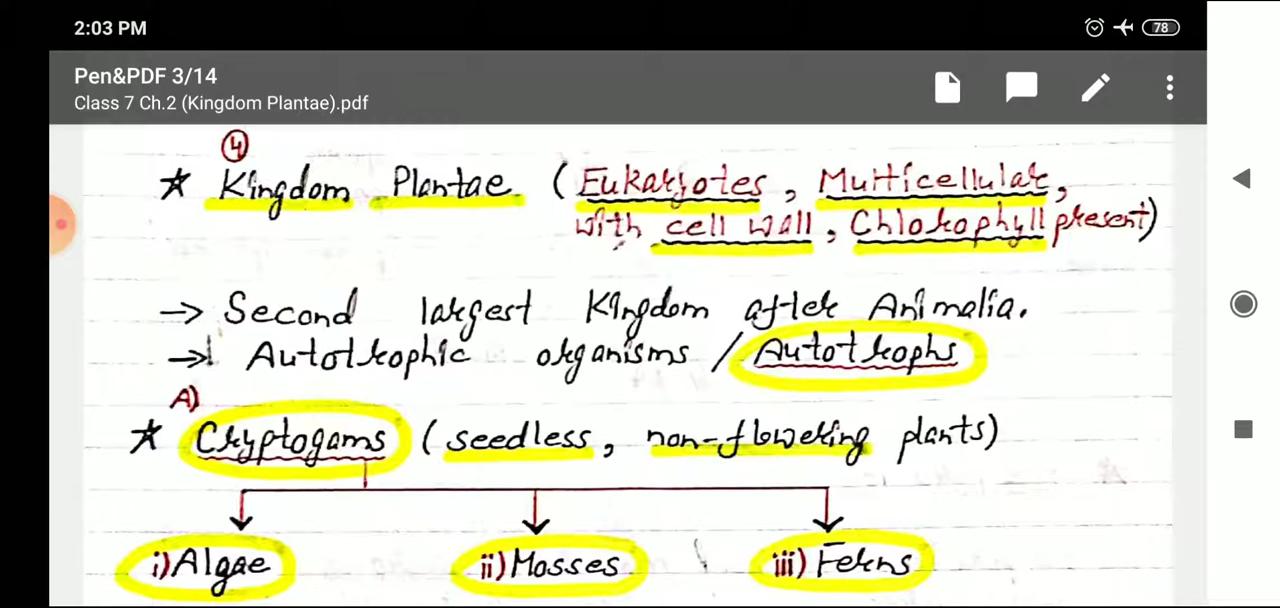 2:03 PM
78
Pen&PDF 3/14
Class 7 Ch.2 (Kingdom Plantae).pdf
④
★ Kingdom Plantae (Eukaryotes, Multicellular,
with cell wall, Chlorophyll present)
→ Second largest Kingdom after Animalia.
→ Autotrophic organisms / Autotrophs
A)
★ Cryptogams (seedless, non-flowering plants)
i) Algae ii) Mosses iii) Ferns